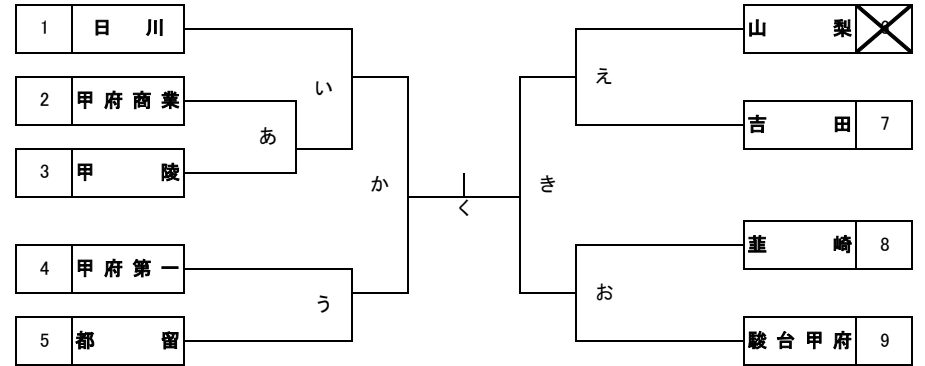 1 日川
い
2 甲府商業
あ
3 甲陵
か
4 甲府第一
う
5 都留
く
山梨
え
吉田 7
き
韮崎 8
お
駿台甲府 9